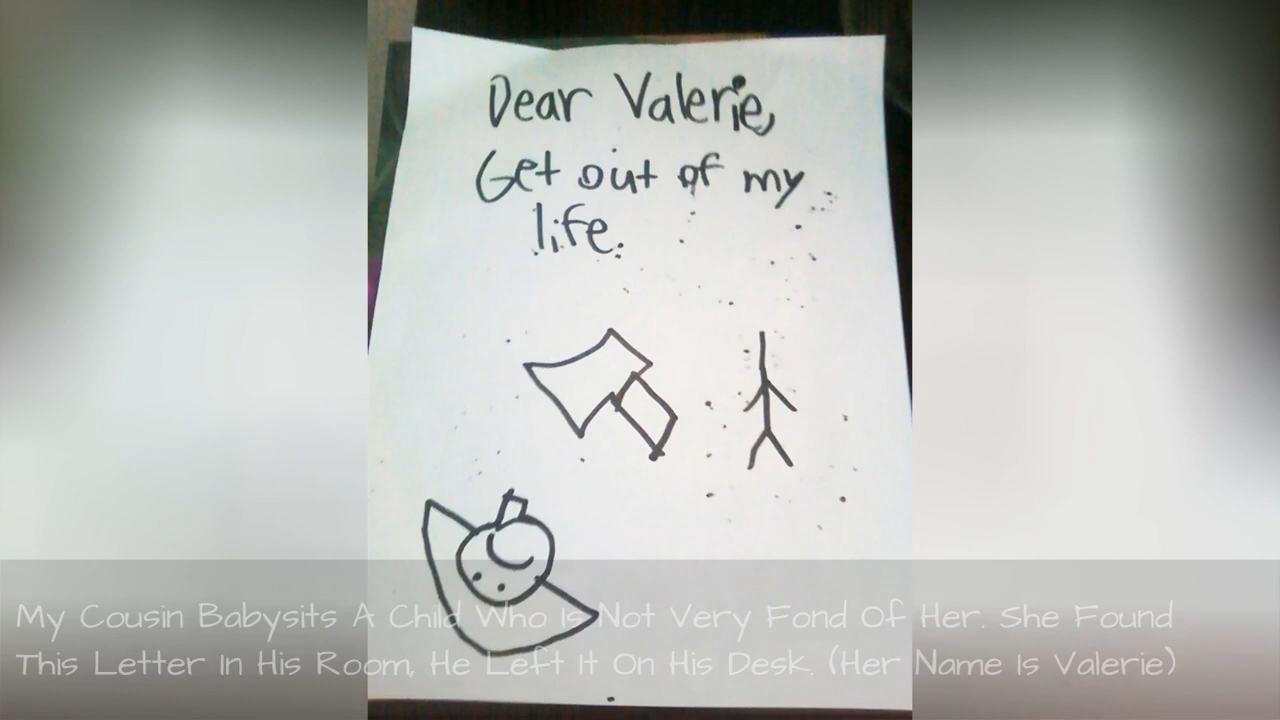 Dear Valerie,
Get out of my
life.
My Cousin Babysits A Child Who Is Not Very Fond Of Her. She Found
This Letter In His Room, He Left It On His Desk. (Her Name Is Valerie)